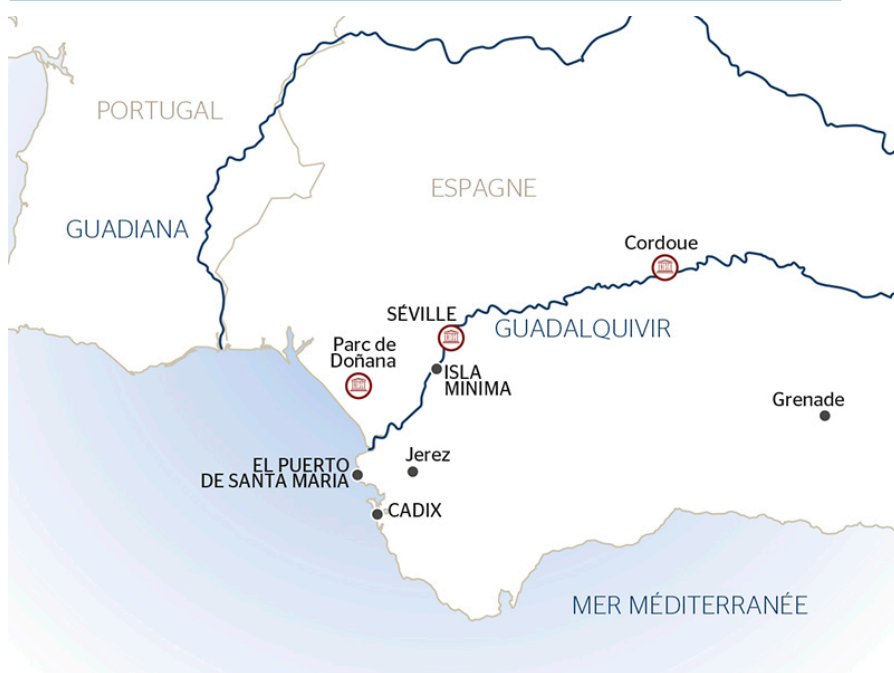 PORTUGAL
ESPAGNE
GUADIANA
Cordoue
SÉVILLE
GUADALQUIVIR
Parc de
Doñana
ISLA
MINIMA
Grenade
Jerez
EL PUERTO
DE SANTA MARIA
CADIX
MER MÉDITERRANÉE